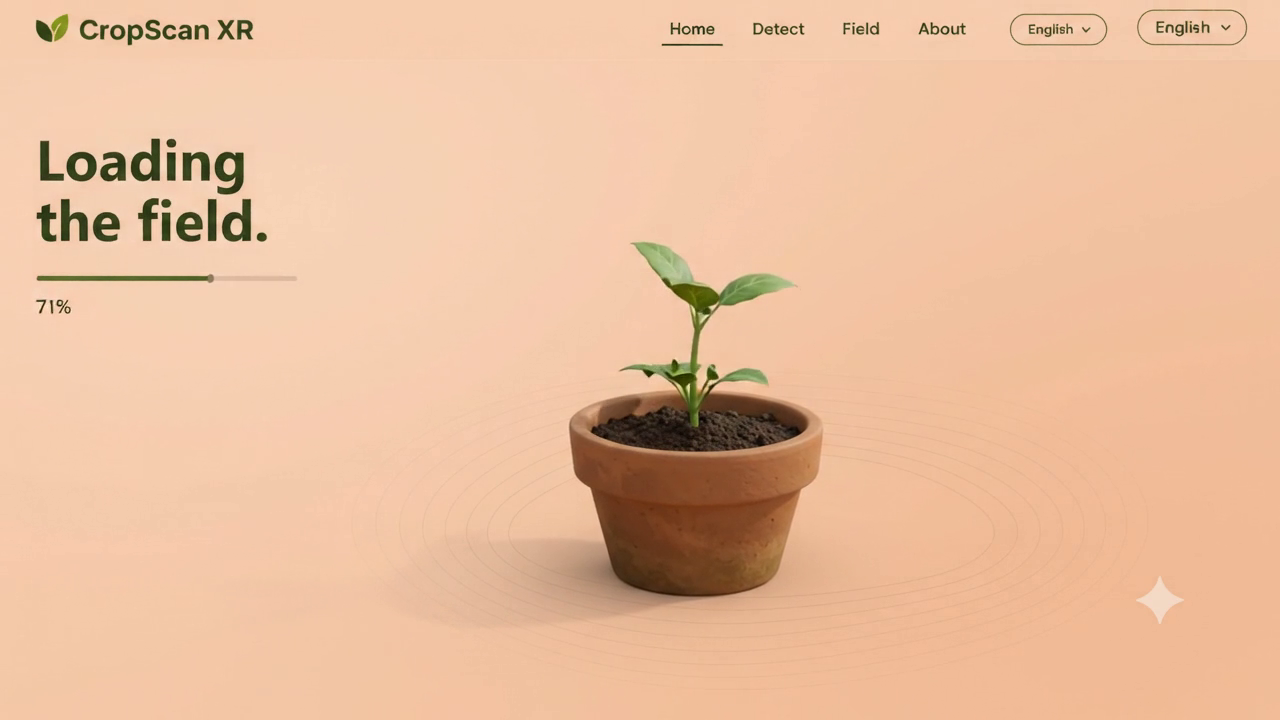 CropScan XR
Home
Detect
Field
About
English
English
Loading
the field.
71%